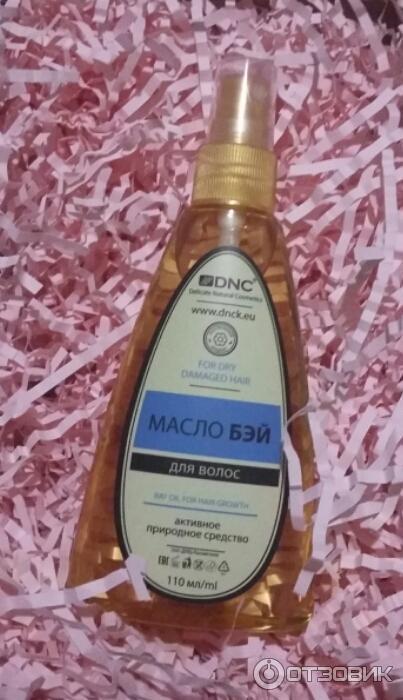 DNC®
Delicate Natural Cosmetics
www.dnck.eu
FOR DRY
DAMAGED HAIR
МАСЛО БЭЙ
ДЛЯ ВОЛОС
BAY OIL FOR HAIR GROWTH
активное
природное средство
110 мл/ml
ОТЗОВИК